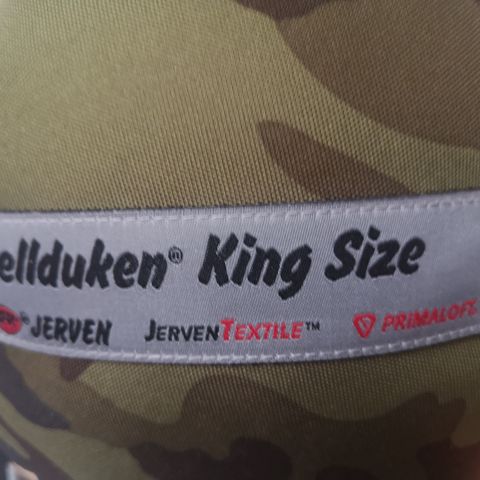 ellduken® King Size
JERVEN JERVENTEXTILE™ PRIMALOFT